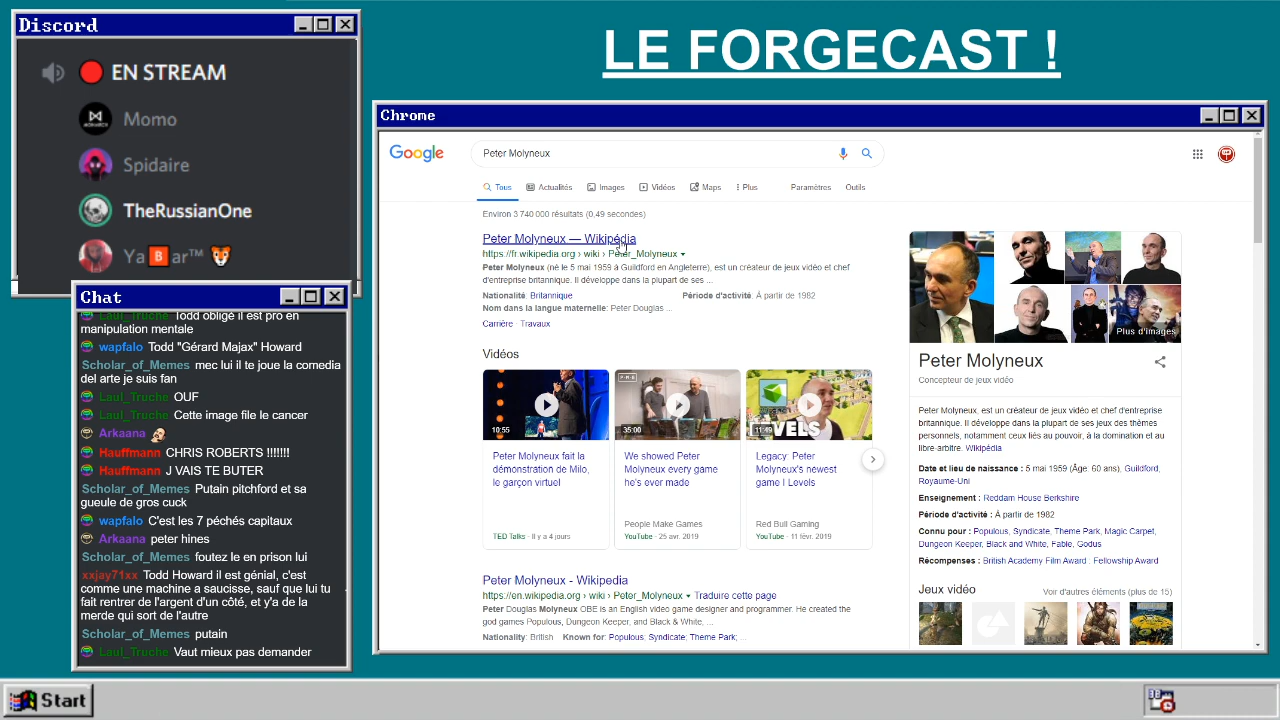 Discord
EN STREAM
Momo
Spidaire
TheRussianOne
Ya🅱ar™ 🐯
Chat
Laul_Truche Todd obligé il est pro en
manipulation mentale
wapfalo Todd "Gérard Majax" Howard
Scholar_of_Memes mec lui il te joue la comedia
del arte je suis fan
Laul_Truche OUF
Laul_Truche Cette image file le cancer
Arkaana
Hauffmann CHRIS ROBERTS !!!!!!!
Hauffmann J VAIS TE BUTER
Scholar_of_Memes Putain pitchford et sa
gueule de gros cuck
wapfalo C'est les 7 péchés capitaux
Arkaana peter hines
Scholar_of_Memes foutez le en prison lui
xxjay71xx Todd Howard il est génial, c'est
comme une machine a saucisse, sauf que lui tu
fait rentrer de l'argent d'un côté, et y'a de la
merde qui sort de l'autre
Scholar_of_Memes putain
Laul_Truche Vaut mieux pas demander
LE FORGECAST !
Chrome
Google
Peter Molyneux
Tous Actualités Images Vidéos Maps Plus Paramètres Outils
Environ 3 740 000 résultats (0,49 secondes)
Peter Molyneux — Wikipédia
https://fr.wikipedia.org › wiki › Peter_Molyneux
Peter Molyneux (né le 5 mai 1959 à Guildford en Angleterre), est un créateur de jeux vidéo et chef
d'entreprise britannique. Il développe dans la plupart de ses ...
Nationalité: Britannique Période d'activité: À partir de 1982
Nom dans la langue maternelle: Peter Douglas ...
Carrière · Travaux
Vidéos
10:55
35:00
11:49
VELS
Peter Molyneux fait la
démonstration de Milo,
le garçon virtuel
TED Talks - Il y a 4 jours
We showed Peter
Molyneux every game
he's ever made
People Make Games
YouTube - 25 avr. 2019
Legacy: Peter
Molyneux's newest
game I Levels
Red Bull Gaming
YouTube - 11 févr. 2019
Peter Molyneux - Wikipedia
https://en.wikipedia.org › wiki › Peter_Molyneux Traduire cette page
Peter Douglas Molyneux OBE is an English video game designer and programmer. He created the
god games Populous, Dungeon Keeper, and Black & White, ...
Nationality: British Known for: Populous; Syndicate; Theme Park; ...
Plus d'images
Peter Molyneux
Concepteur de jeux vidéo
Peter Molyneux, est un créateur de jeux vidéo et chef d'entreprise
britannique. Il développe dans la plupart de ses jeux des thèmes
personnels, notamment ceux liés au pouvoir, à la domination et au
libre-arbitre. Wikipédia
Date et lieu de naissance : 5 mai 1959 (Âge: 60 ans), Guildford,
Royaume-Uni
Enseignement : Reddam House Berkshire
Période d'activité : À partir de 1982
Connu pour : Populous, Syndicate, Theme Park, Magic Carpet,
Dungeon Keeper, Black and White, Fable, Godus
Récompenses : British Academy Film Award : Fellowship Award
Jeux vidéo
Voir d'autres éléments (plus de 15)
Start